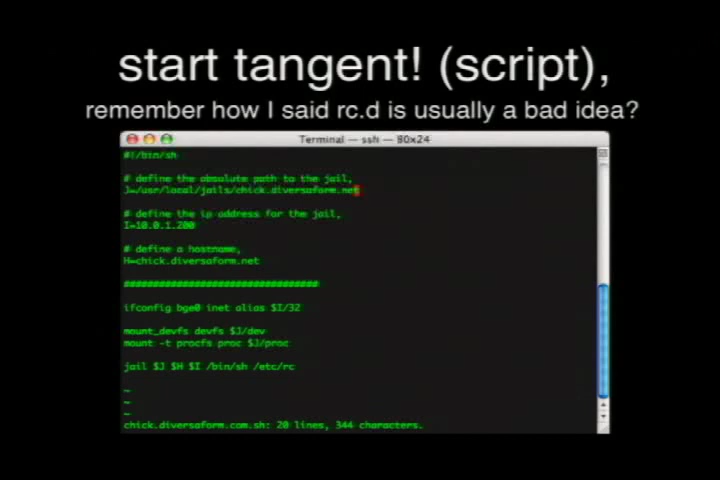 start tangent! (script),
remember how I said rc.d is usually a bad idea?
Terminal — ssh — 80x24
#!/bin/sh
# define the absolute path to the jail,
J=/usr/local/jails/chick.diversaform.net
# define the ip address for the jail,
I=10.0.1.200
# define a hostname,
H=chick.diversaform.net
#################################
ifconfig bge0 inet alias $I/32
mount_devfs devfs $J/dev
mount -t procfs proc $J/proc
jail $J $H $I /bin/sh /etc/rc
~
~
~
chick.diversaform.com.sh: 20 lines, 344 characters.